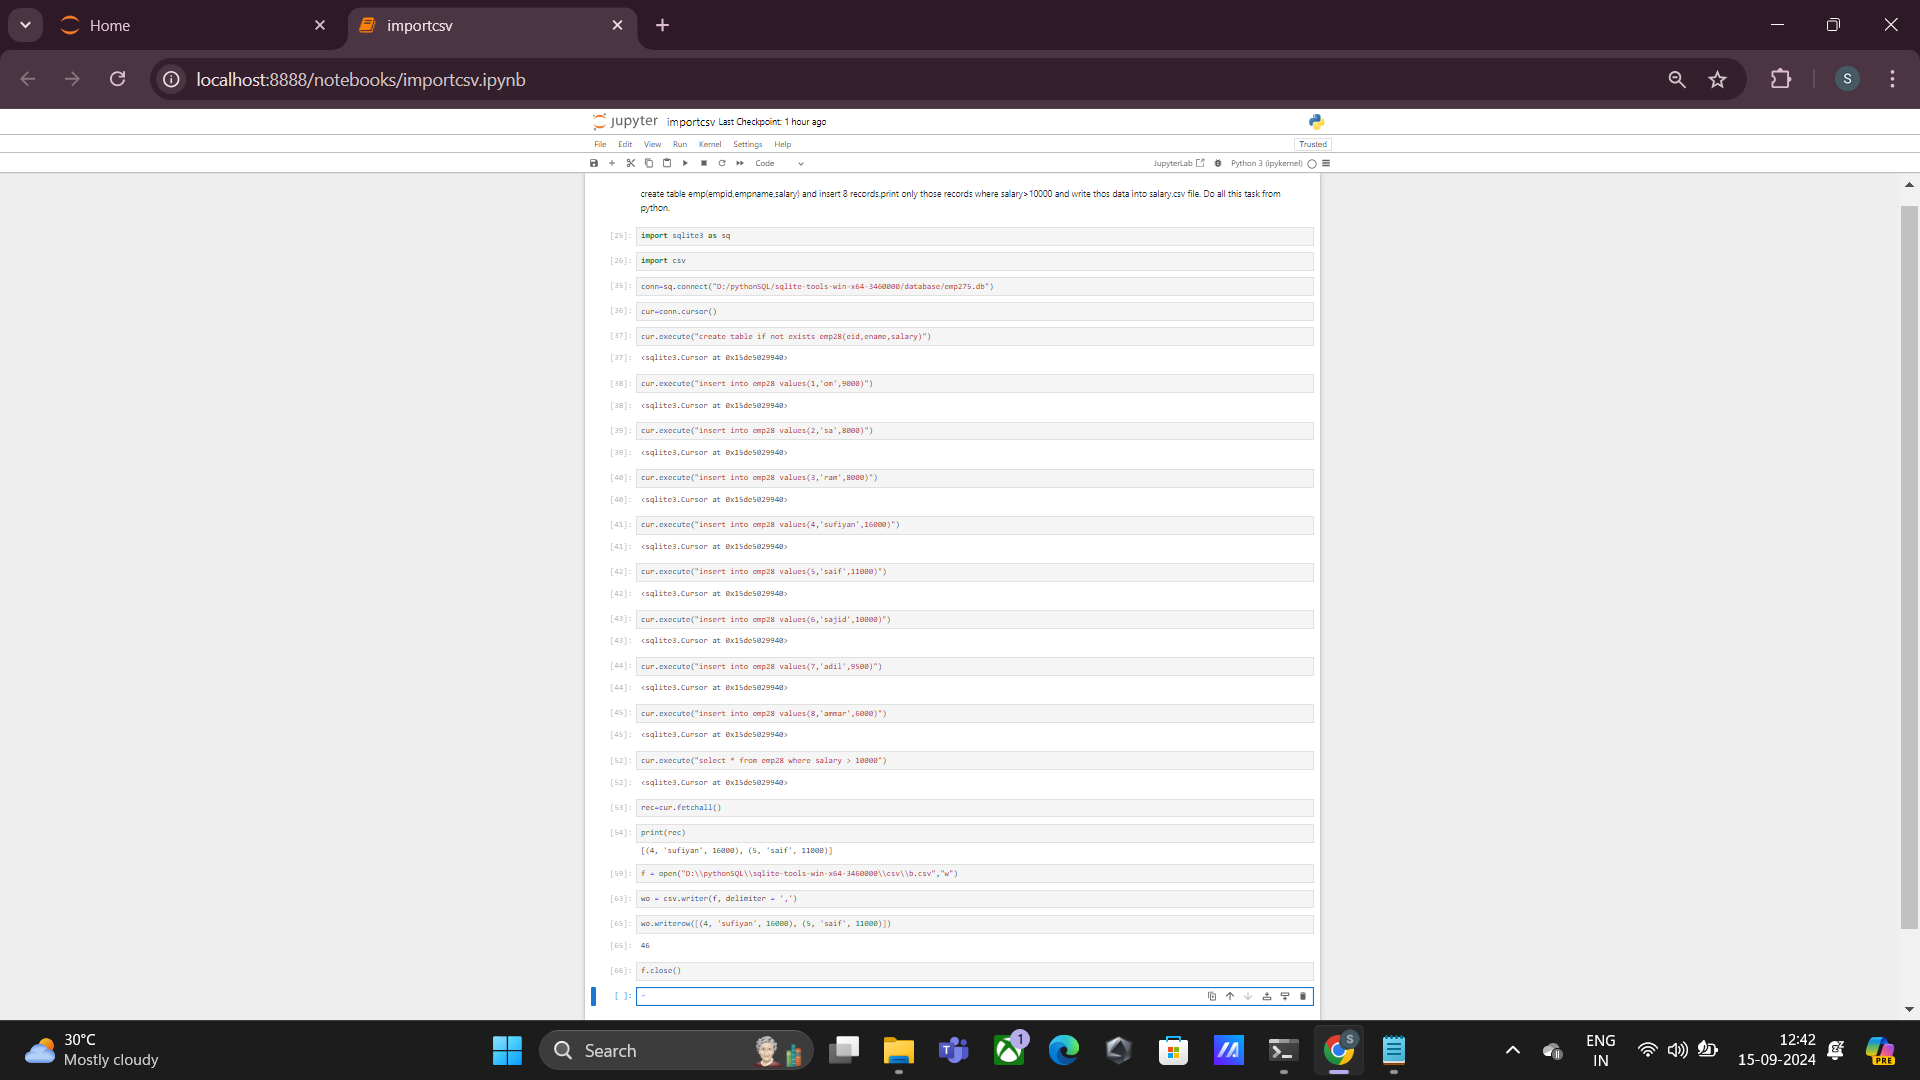 Home
importcsv
localhost:8888/notebooks/importcsv.ipynb
S
jupyter importcsv Last Checkpoint: 1 hour ago
File Edit View Run Kernel Settings Help
Trusted
Code
JupyterLab Python 3 (ipykernel)
create table emp(empid,empname,salary) and insert 8 records.print only those records where salary>10000 and write thos data into salary.csv file. Do all this task from
python.
[25]: import sqlite3 as sq
[26]: import csv
[35]: conn=sq.connect("D:/pythonSQL/sqlite-tools-win-x64-3460000/database/emp275.db")
[36]: cur=conn.cursor()
[37]: cur.execute("create table if not exists emp28(eid,ename,salary)")
[37]: <sqlite3.Cursor at 0x15de5029940>
[38]: cur.execute("insert into emp28 values(1,'om',9000)")
[38]: <sqlite3.Cursor at 0x15de5029940>
[39]: cur.execute("insert into emp28 values(2,'sa',8000)")
[39]: <sqlite3.Cursor at 0x15de5029940>
[40]: cur.execute("insert into emp28 values(3,'ram',8000)")
[40]: <sqlite3.Cursor at 0x15de5029940>
[41]: cur.execute("insert into emp28 values(4,'sufiyan',16000)")
[41]: <sqlite3.Cursor at 0x15de5029940>
[42]: cur.execute("insert into emp28 values(5,'saif',11000)")
[42]: <sqlite3.Cursor at 0x15de5029940>
[43]: cur.execute("insert into emp28 values(6,'sajid',10000)")
[43]: <sqlite3.Cursor at 0x15de5029940>
[44]: cur.execute("insert into emp28 values(7,'adil',9500)")
[44]: <sqlite3.Cursor at 0x15de5029940>
[45]: cur.execute("insert into emp28 values(8,'ammar',6000)")
[45]: <sqlite3.Cursor at 0x15de5029940>
[52]: cur.execute("select * from emp28 where salary > 10000")
[52]: <sqlite3.Cursor at 0x15de5029940>
[53]: rec=cur.fetchall()
[54]: print(rec)
[(4, 'sufiyan', 16000), (5, 'saif', 11000)]
[59]: f = open("D:\\pythonSQL\\sqlite-tools-win-x64-3460000\\csv\\b.csv","w")
[63]: wo = csv.writer(f, delimiter = ',')
[65]: wo.writerow([(4, 'sufiyan', 16000), (5, 'saif', 11000)])
[65]: 46
[66]: f.close()
[ ]: -
30°C
Mostly cloudy
Search
1
S
ENG
IN
12:42
15-09-2024
PRE